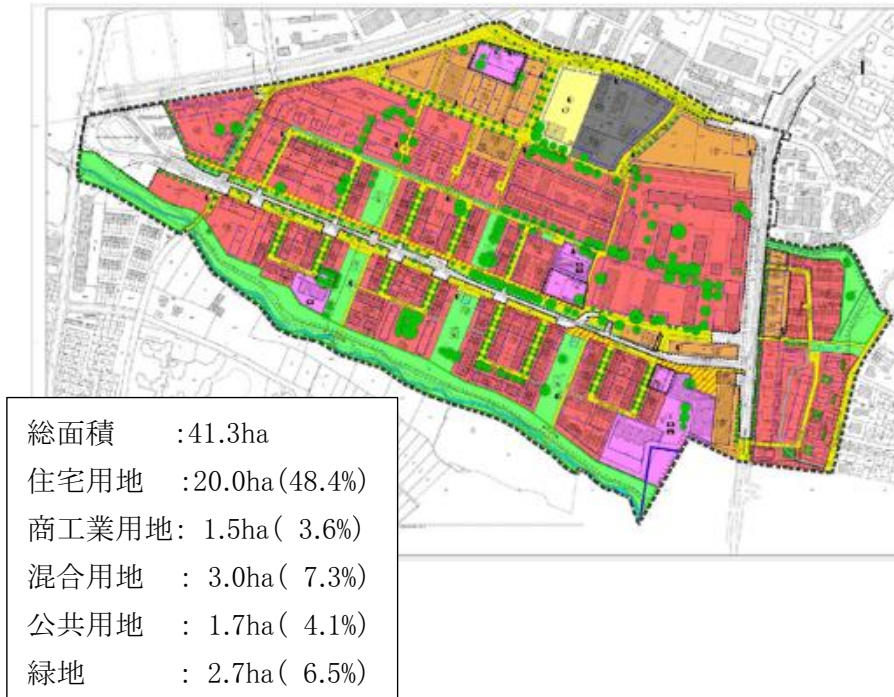 総面積　　:41.3ha
住宅用地　:20.0ha(48.4%)
商工業用地: 1.5ha( 3.6%)
混合用地　: 3.0ha( 7.3%)
公共用地　: 1.7ha( 4.1%)
緑地　　　: 2.7ha( 6.5%)